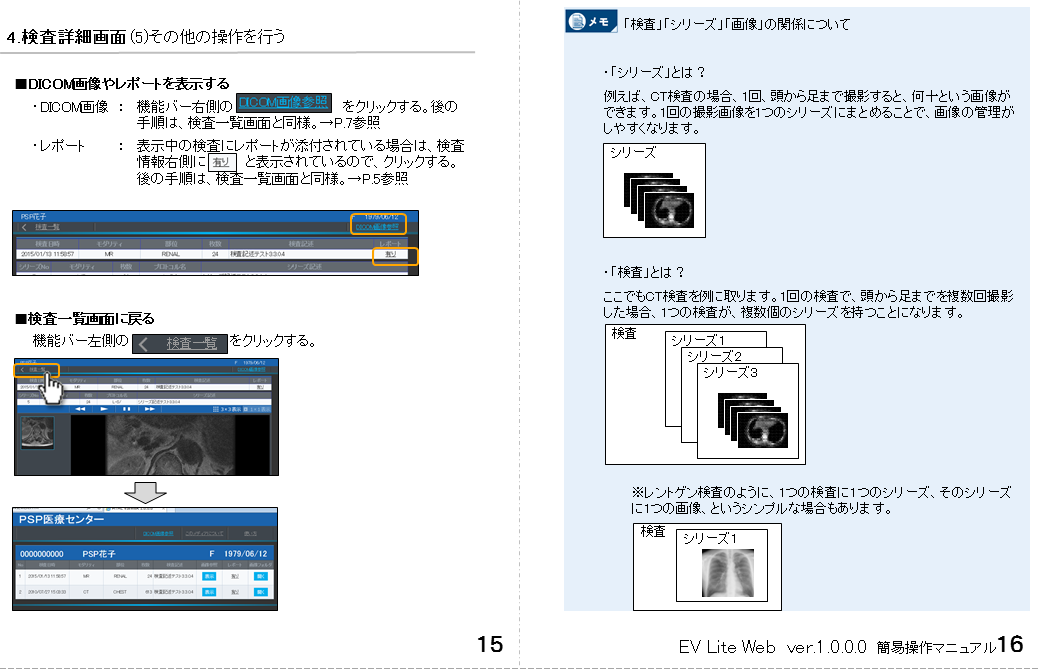 4.検査詳細画面(5)その他の操作を行う
■DICOM画像やレポートを表示する
・DICOM画像 ： 機能バー右側の DICOM画像参照 をクリックする。後の
手順は、検査一覧画面と同様。→P.7参照
・レポート ： 表示中の検査にレポートが添付されている場合は、検査
情報右側に 有り と表示されているので、クリックする。
後の手順は、検査一覧画面と同様。→P.5参照
PSP花子 1979/06/12
検査一覧 DICOM画像参照
検査日時 モダリティ 部位 枚数 検査記述 レポート
2015/01/13 11:58:57 MR RENAL 24 検査記述テスト3304 有り
シリーズNo モダリティ 枚数 プロトコル名 シリーズ記述
■検査一覧画面に戻る
機能バー左側の 検査一覧 をクリックする。
PSP医療センター
0000000000 PSP花子 F 1979/06/12
1 2015/01/13 11:58:57 MR RENAL 24 検査記述テスト3304 表示 有り 開く
2 CT CHEST 表示 有り 開く
15
メモ 「検査」「シリーズ」「画像」の関係について
・「シリーズ」とは？
例えば、CT検査の場合、1回、頭から足まで撮影すると、何十という画像が
できます。1回の撮影画像を1つのシリーズにまとめることで、画像の管理が
しやすくなります。
シリーズ
・「検査」とは？
ここでもCT検査を例に取ります。1回の検査で、頭から足までを複数回撮影
した場合、1つの検査が、複数個のシリーズを持つことになります。
検査
シリーズ1
シリーズ2
シリーズ3
※レントゲン検査のように、1つの検査に1つのシリーズ、そのシリーズ
に1つの画像、というシンプルな場合もあります。
検査
シリーズ1
EV Lite Web ver.1.0.0.0 簡易操作マニュアル16